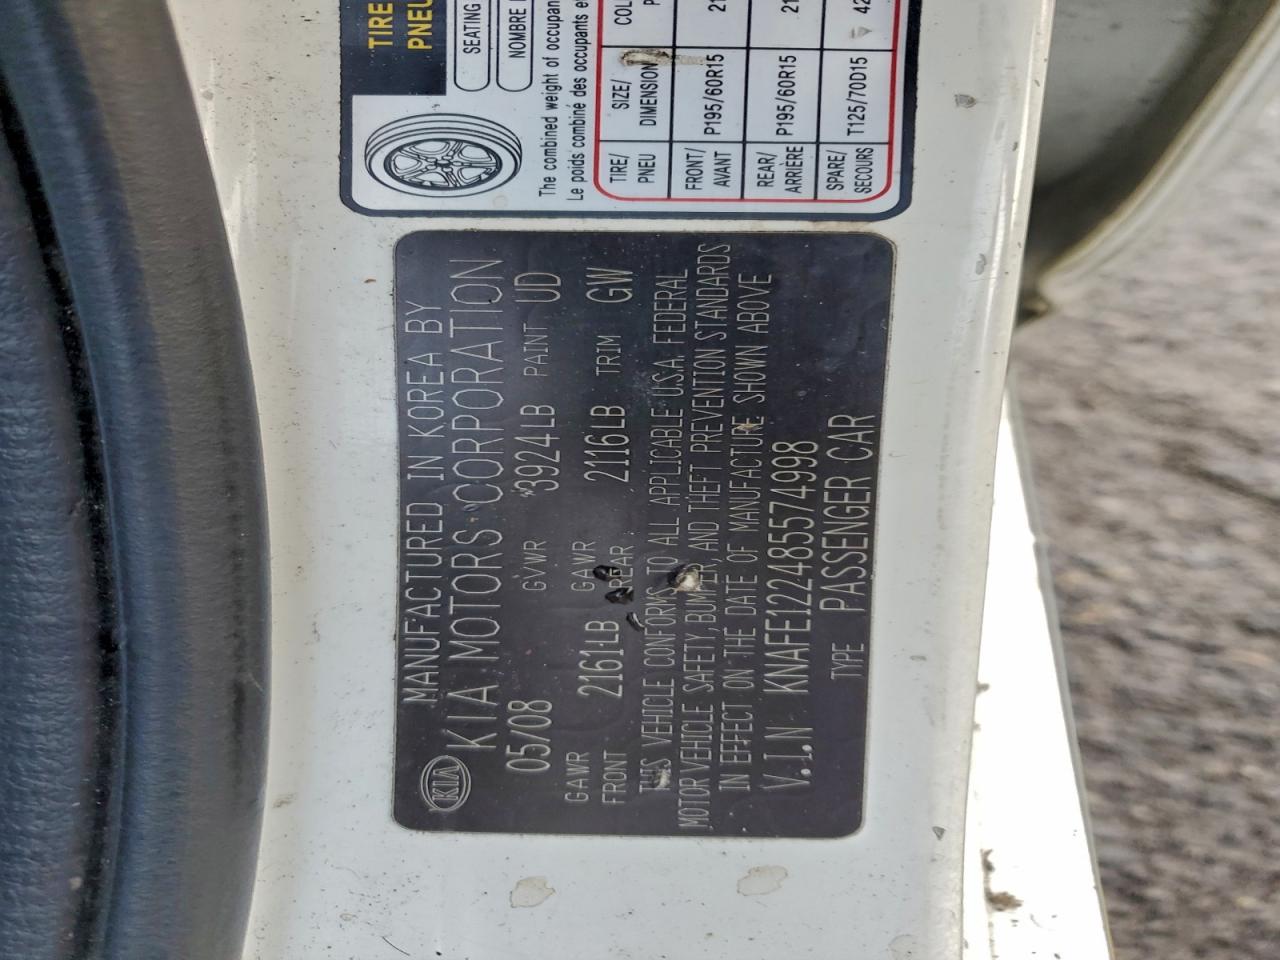 TIRE
PNEU
SEATING
NOMBRE
The combined weight of occupan
Le poids combiné des occupants e
TIRE/ PNEU SIZE/ DIMENSION
FRONT/ AVANT P195/60R15 21
REAR/ ARRIÈRE P195/60R15 21
SPARE/ SECOURS T125/70D15 42
KIA
MANUFACTURED IN KOREA BY
KIA MOTORS CORPORATION
05/08 GVWR 3924LB PAINT UD
GAWR FRONT 2161LB GAWR REAR 2116LB TRIM GW
THIS VEHICLE CONFORMS TO ALL APPLICABLE U.S.A. FEDERAL
MOTOR VEHICLE SAFETY, BUMPER, AND THEFT PREVENTION STANDARDS
IN EFFECT ON THE DATE OF MANUFACTURE SHOWN ABOVE
V.I.N KNAFE122485574998
TYPE PASSENGER CAR